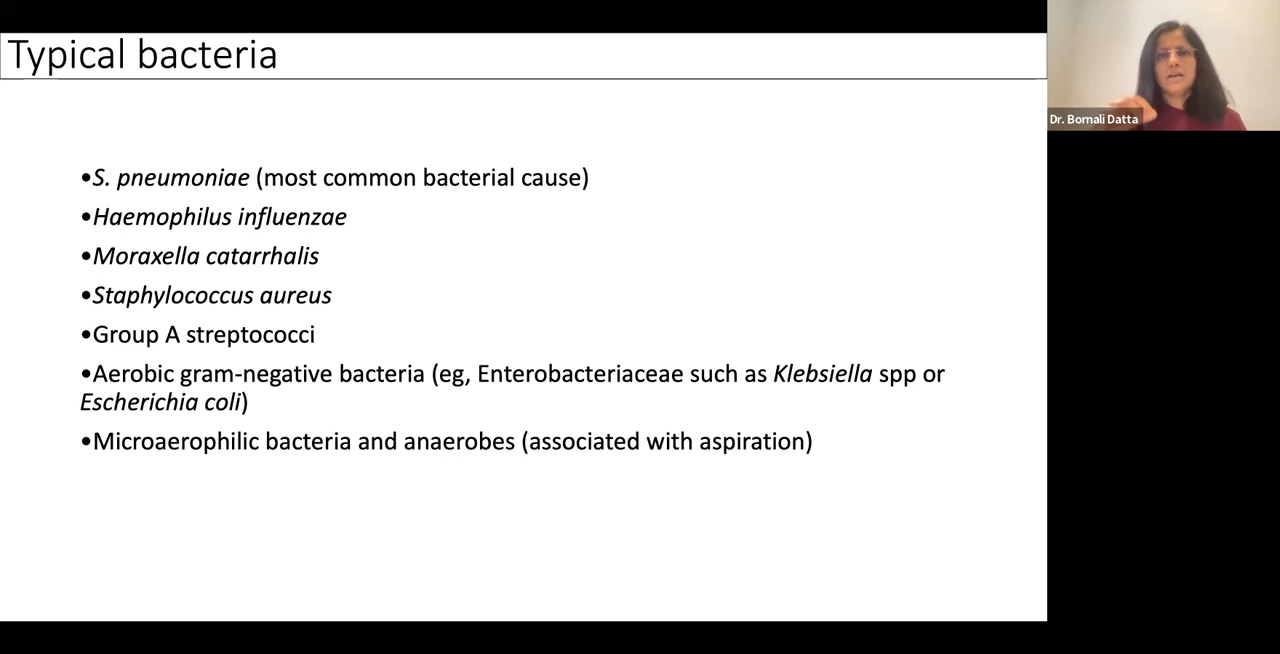 Typical bacteria
•S. pneumoniae (most common bacterial cause)
•Haemophilus influenzae
•Moraxella catarrhalis
•Staphylococcus aureus
•Group A streptococci
•Aerobic gram-negative bacteria (eg, Enterobacteriaceae such as Klebsiella spp or
Escherichia coli)
•Microaerophilic bacteria and anaerobes (associated with aspiration)
Dr. Bornali Datta